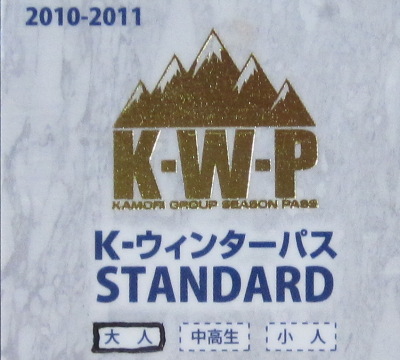 2010-2011
K-W-P
KAMORI GROUP SEASON PASS
K-ウィンターパス
STANDARD
大人 中高生 小人